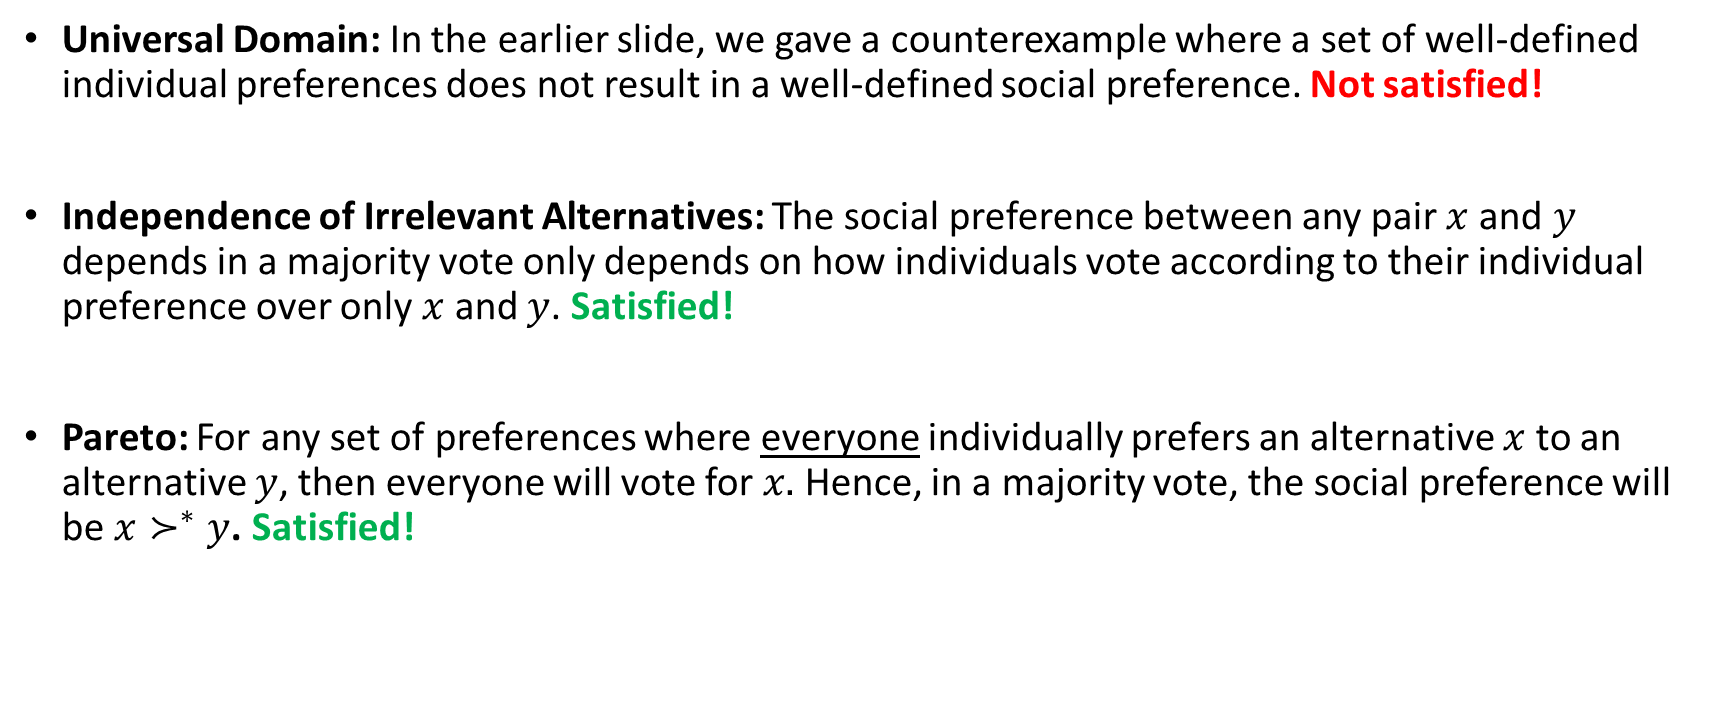 • Universal Domain: In the earlier slide, we gave a counterexample where a set of well-defined
individual preferences does not result in a well-defined social preference. Not satisfied!
• Independence of Irrelevant Alternatives: The social preference between any pair 𝑥 and 𝑦
depends in a majority vote only depends on how individuals vote according to their individual
preference over only 𝑥 and 𝑦. Satisfied!
• Pareto: For any set of preferences where everyone individually prefers an alternative 𝑥 to an
alternative 𝑦, then everyone will vote for 𝑥. Hence, in a majority vote, the social preference will
be 𝑥 ≻* 𝑦. Satisfied!